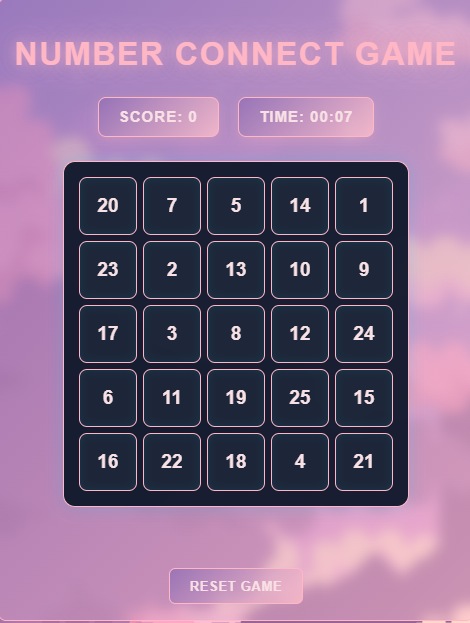 NUMBER CONNECT GAME
SCORE: 0 TIME: 00:07
20 7 5 14 1
23 2 13 10 9
17 3 8 12 24
6 11 19 25 15
16 22 18 4 21
RESET GAME